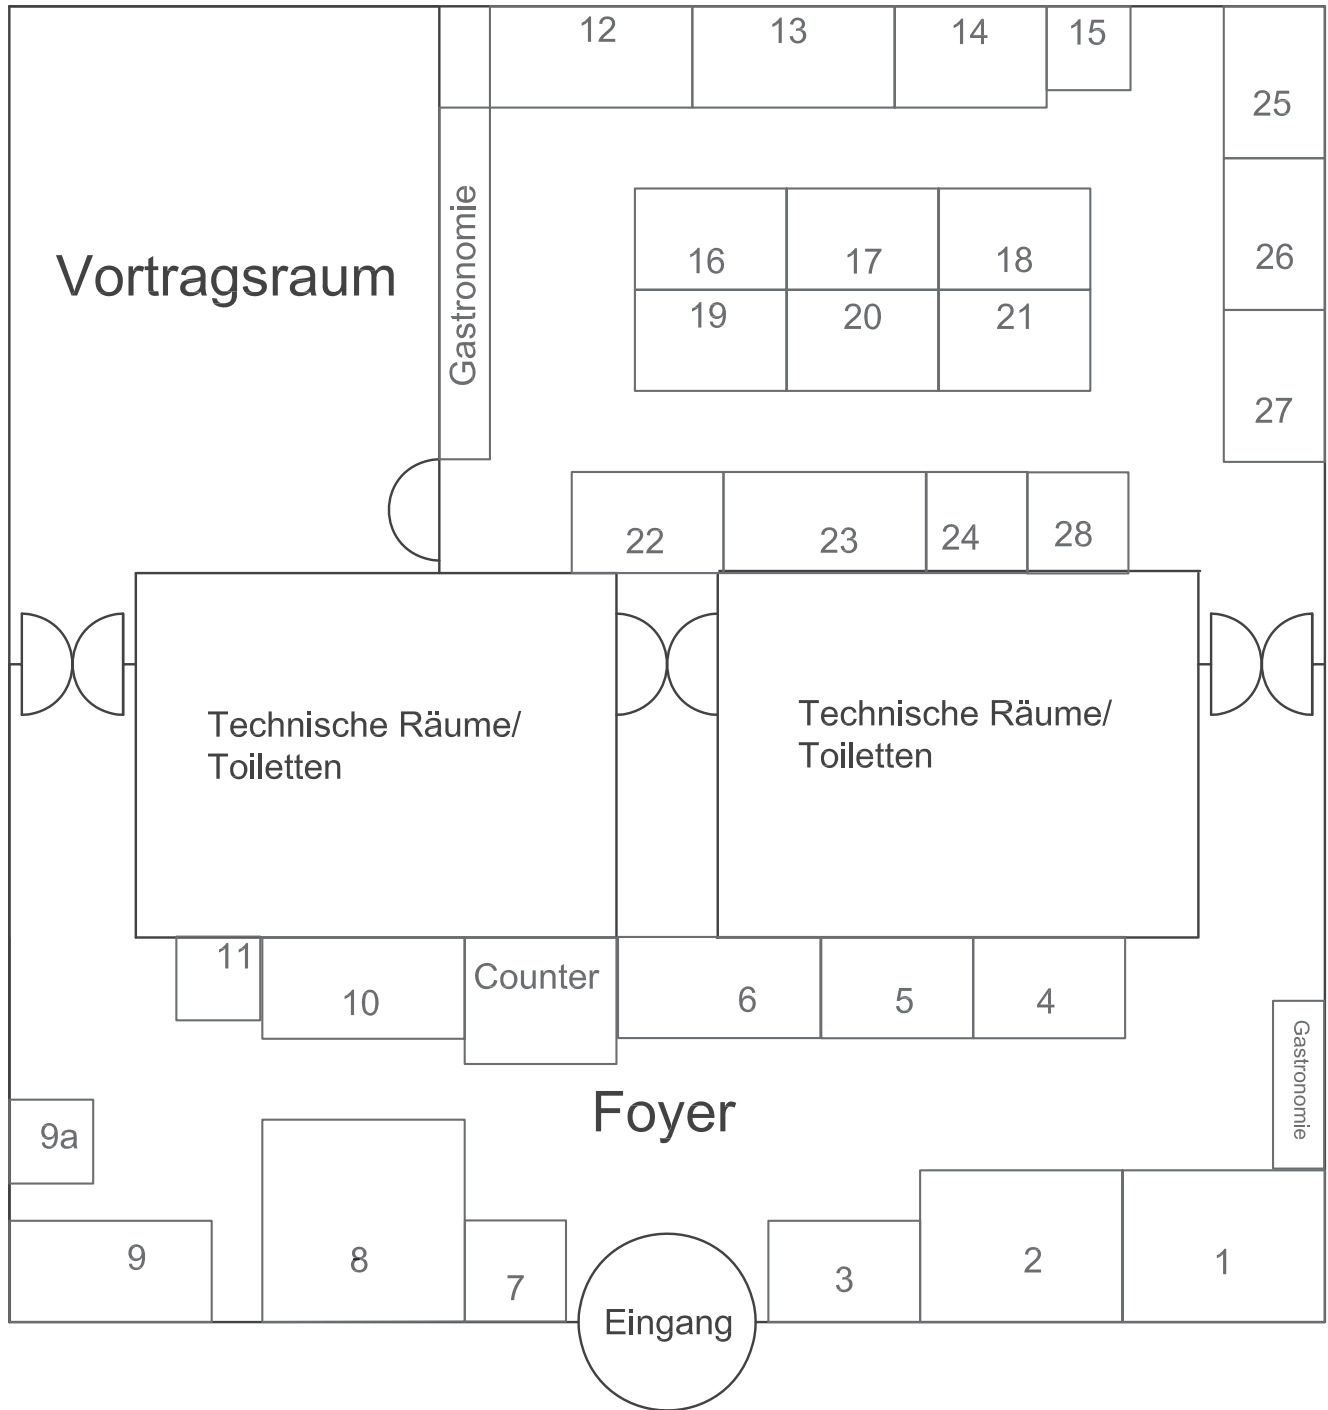 12
13
14
15
25
Vortragsraum
Gastronomie
16
17
18
26
19
20
21
27
22
23
24
28
Technische Räume/
Toiletten
Technische Räume/
Toiletten
11
10
Counter
6
5
4
Gastronomie
Foyer
9a
9
8
7
Eingang
3
2
1